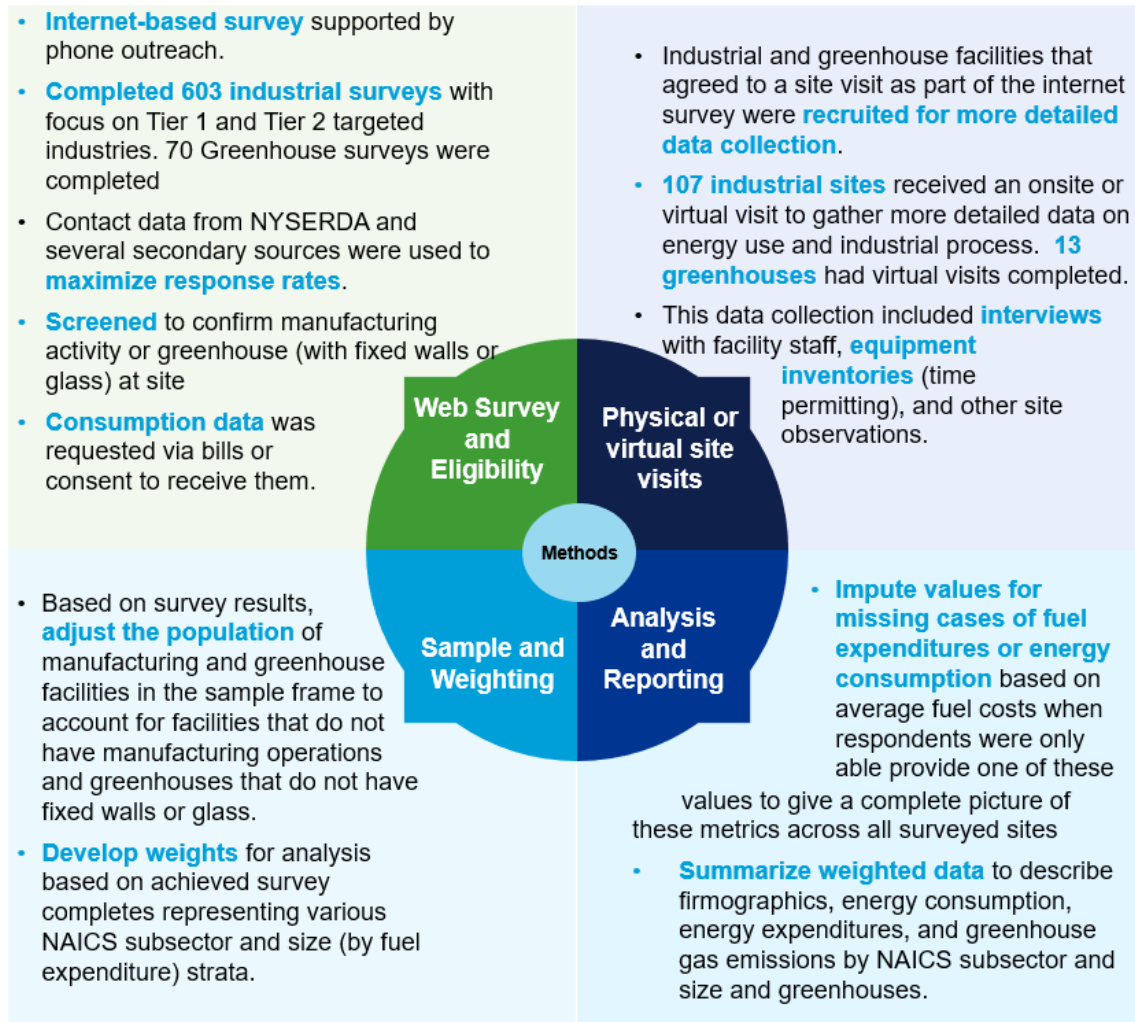 • Internet-based survey supported by
phone outreach.
• Completed 603 industrial surveys with
focus on Tier 1 and Tier 2 targeted
industries. 70 Greenhouse surveys were
completed
• Contact data from NYSERDA and
several secondary sources were used to
maximize response rates.
• Screened to confirm manufacturing
activity or greenhouse (with fixed walls or
glass) at site
• Consumption data was
requested via bills or
consent to receive them.
• Industrial and greenhouse facilities that
agreed to a site visit as part of the internet
survey were recruited for more detailed
data collection.
• 107 industrial sites received an onsite or
virtual visit to gather more detailed data on
energy use and industrial process. 13
greenhouses had virtual visits completed.
• This data collection included interviews
with facility staff, equipment
inventories (time
permitting), and other site
observations.
Web Survey
and
Eligibility
Physical or
virtual site
visits
Methods
Sample and
Weighting
Analysis
and
Reporting
• Based on survey results,
adjust the population of
manufacturing and greenhouse
facilities in the sample frame to
account for facilities that do not
have manufacturing operations
and greenhouses that do not have
fixed walls or glass.
• Develop weights for analysis
based on achieved survey
completes representing various
NAICS subsector and size (by fuel
expenditure) strata.
• Impute values for
missing cases of fuel
expenditures or energy
consumption based on
average fuel costs when
respondents were only
able provide one of these
values to give a complete picture of
these metrics across all surveyed sites
• Summarize weighted data to describe
firmographics, energy consumption,
energy expenditures, and greenhouse
gas emissions by NAICS subsector and
size and greenhouses.